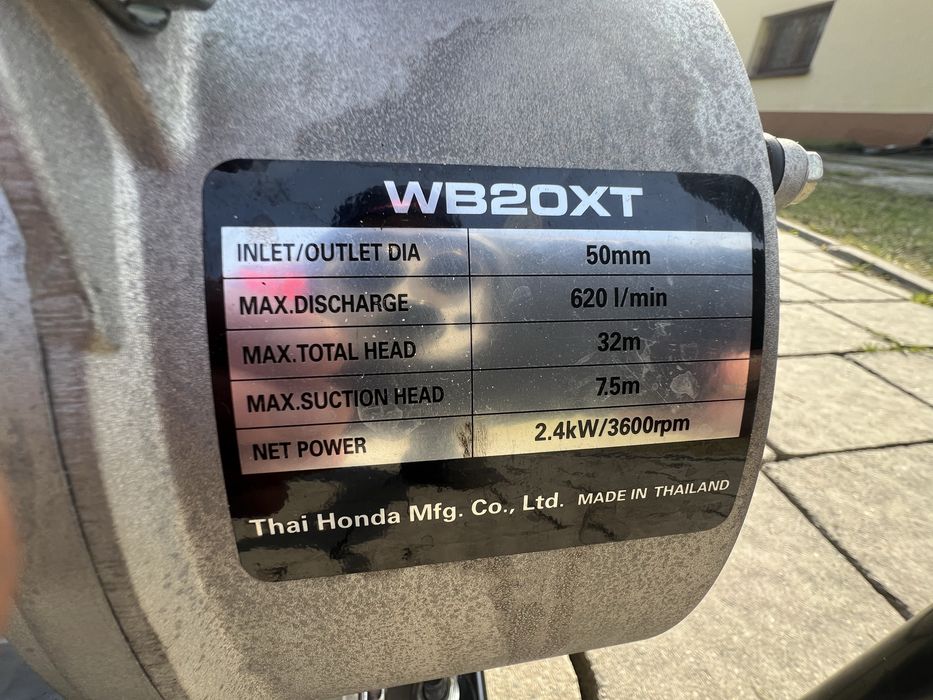 WB20XT
INLET/OUTLET DIA 50mm
MAX.DISCHARGE 620 l/min
MAX.TOTAL HEAD 32m
MAX.SUCTION HEAD 7.5m
NET POWER 2.4kW/3600rpm
Thai Honda Mfg. Co., Ltd. MADE IN THAILAND